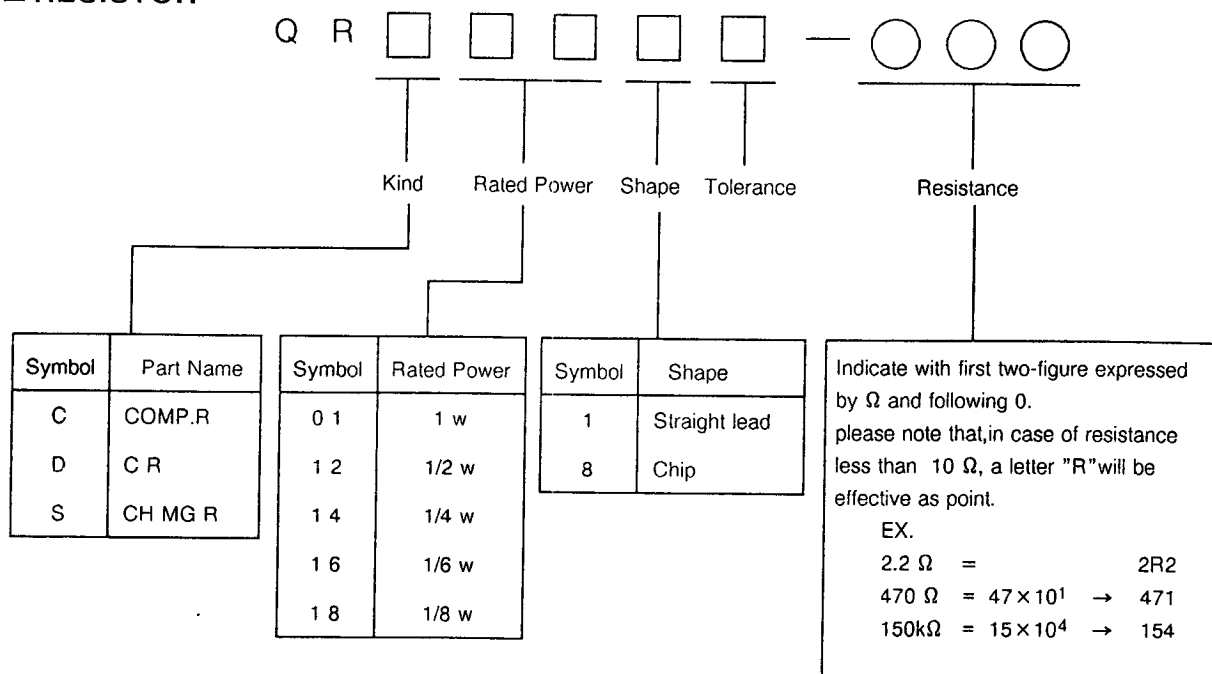 Q R — 
Kind Rated Power Shape Tolerance Resistance
Symbol Part Name
C COMP.R
D C R
S CH MG R
Symbol Rated Power
0 1 1 w
1 2 1/2 w
1 4 1/4 w
1 6 1/6 w
1 8 1/8 w
Symbol Shape
1 Straight lead
8 Chip
Indicate with first two-figure expressed
by Ω and following 0.
please note that,in case of resistance
less than 10 Ω, a letter "R"will be
effective as point.
EX.
2.2 Ω = 2R2
470 Ω = 47×10¹ → 471
150kΩ = 15×10⁴ → 154